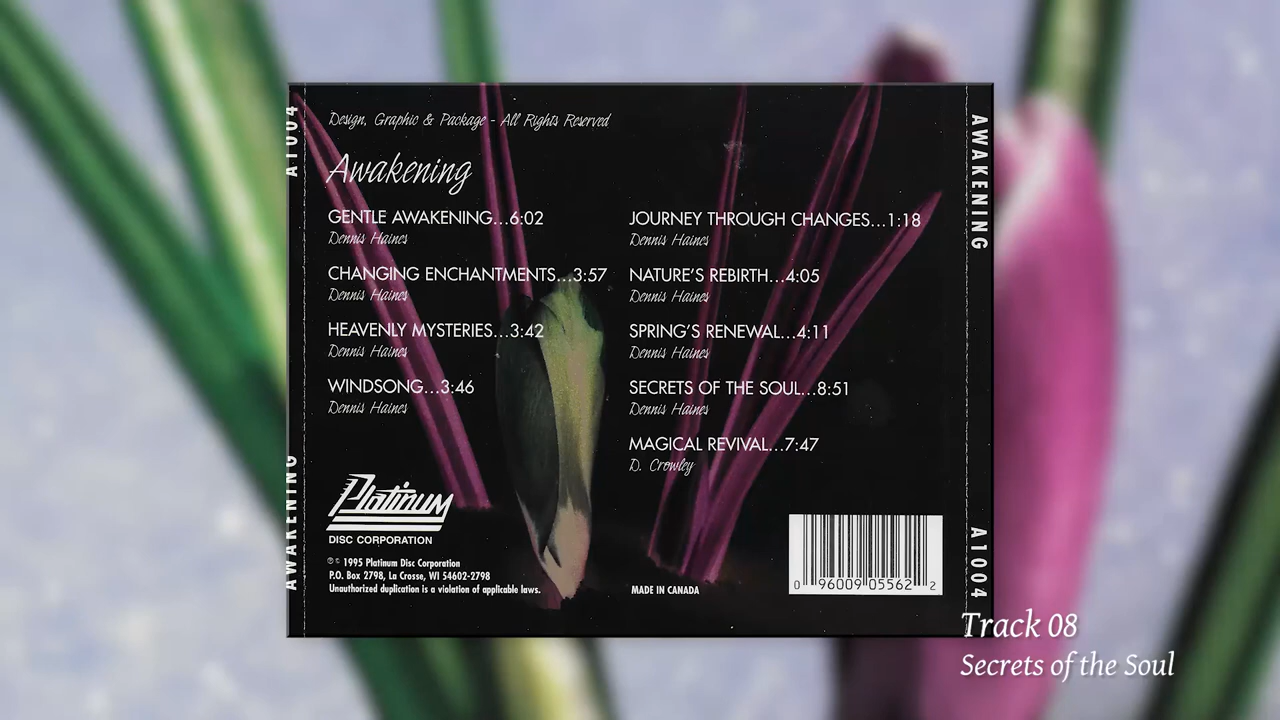 Design, Graphic & Package - All Rights Reserved
Awakening
GENTLE AWAKENING...6:02
Dennis Haines
CHANGING ENCHANTMENTS...3:57
Dennis Haines
HEAVENLY MYSTERIES...3:42
Dennis Haines
WINDSONG...3:46
Dennis Haines
JOURNEY THROUGH CHANGES...1:18
Dennis Haines
NATURE'S REBIRTH...4:05
Dennis Haines
SPRING'S RENEWAL...4:11
Dennis Haines
SECRETS OF THE SOUL...8:51
Dennis Haines
MAGICAL REVIVAL...7:47
D. Crowley
Platinum
DISC CORPORATION
℗ © 1995 Platinum Disc Corporation
P.O. Box 2798, La Crosse, WI 54602-2798
Unauthorized duplication is a violation of applicable laws.
MADE IN CANADA
0 96009 05562 2
A1004
AWAKENING
AWAKENING
A1004
Track 08
Secrets of the Soul